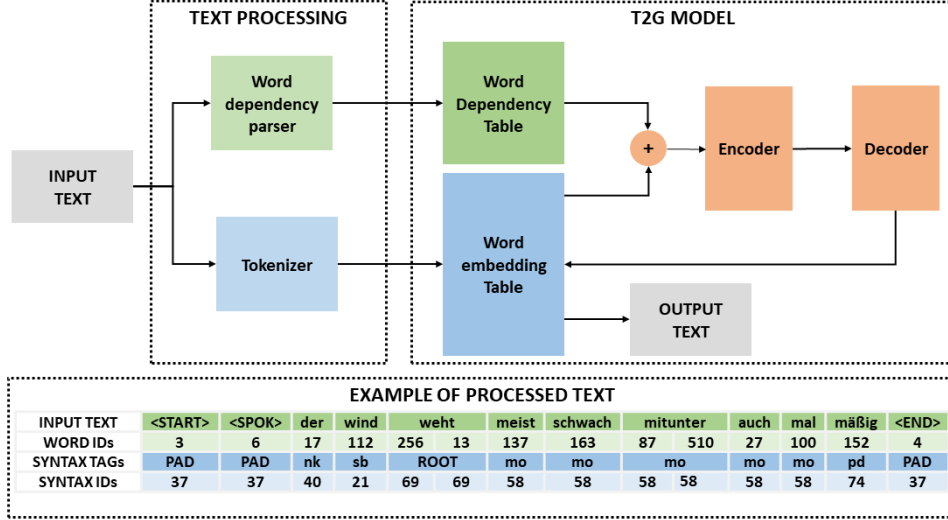 TEXT PROCESSING
T2G MODEL
INPUT
TEXT
Word
dependency
parser
Tokenizer
Word
Dependency
Table
Word
embedding
Table
+
Encoder
Decoder
OUTPUT
TEXT
EXAMPLE OF PROCESSED TEXT
INPUT TEXT <START> <SPOK> der wind weht meist schwach mitunter auch mal mäßig <END>
WORD IDs 3 6 17 112 256 13 137 163 87 510 27 100 152 4
SYNTAX TAGs PAD PAD nk sb ROOT mo mo mo mo mo pd PAD
SYNTAX IDs 37 37 40 21 69 69 58 58 58 58 58 58 74 37